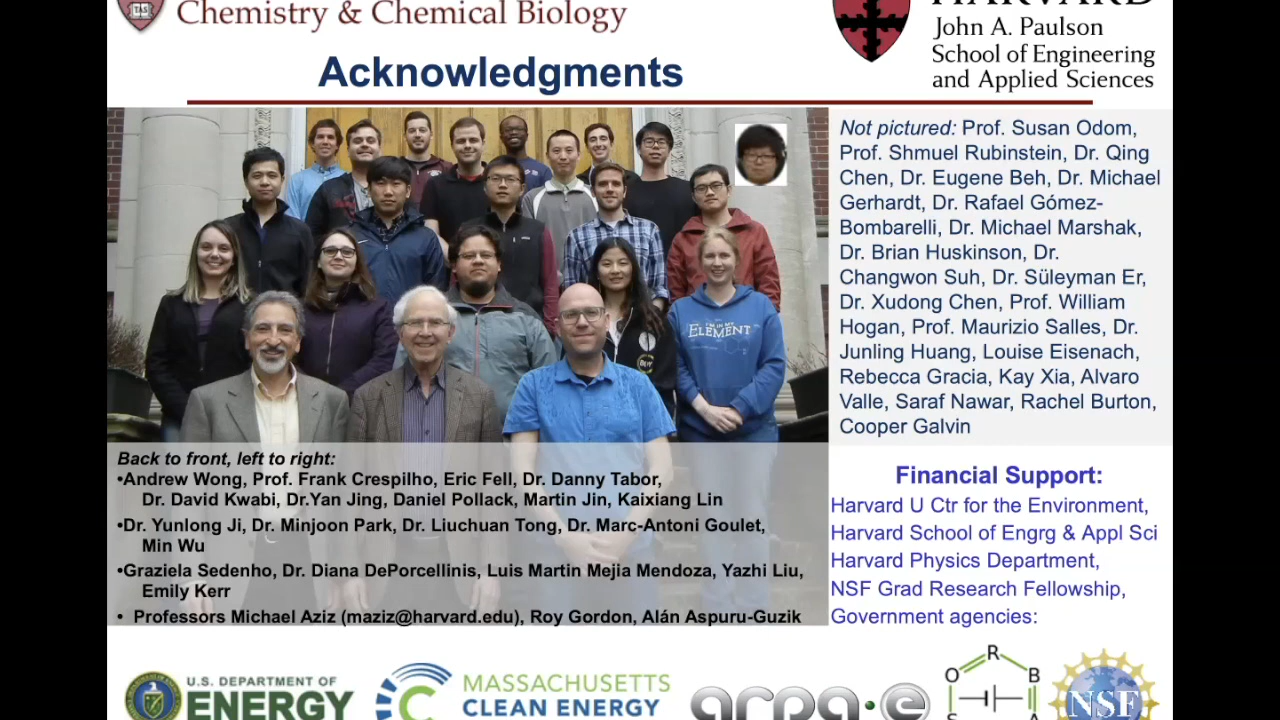 Chemistry & Chemical Biology
John A. Paulson
School of Engineering
and Applied Sciences
Acknowledgments
Not pictured: Prof. Susan Odom,
Prof. Shmuel Rubinstein, Dr. Qing
Chen, Dr. Eugene Beh, Dr. Michael
Gerhardt, Dr. Rafael Gómez-
Bombarelli, Dr. Michael Marshak,
Dr. Brian Huskinson, Dr.
Changwon Suh, Dr. Süleyman Er,
Dr. Xudong Chen, Prof. William
Hogan, Prof. Maurizio Salles, Dr.
Junling Huang, Louise Eisenach,
Rebecca Gracia, Kay Xia, Alvaro
Valle, Saraf Nawar, Rachel Burton,
Cooper Galvin
ELEMENT
Back to front, left to right:
•Andrew Wong, Prof. Frank Crespilho, Eric Fell, Dr. Danny Tabor,
Dr. David Kwabi, Dr.Yan Jing, Daniel Pollack, Martin Jin, Kaixiang Lin
•Dr. Yunlong Ji, Dr. Minjoon Park, Dr. Liuchuan Tong, Dr. Marc-Antoni Goulet,
Min Wu
•Graziela Sedenho, Dr. Diana DePorcellinis, Luis Martin Mejia Mendoza, Yazhi Liu,
Emily Kerr
• Professors Michael Aziz (maziz@harvard.edu), Roy Gordon, Alán Aspuru-Guzik
Financial Support:
Harvard U Ctr for the Environment,
Harvard School of Engrg & Appl Sci
Harvard Physics Department,
NSF Grad Research Fellowship,
Government agencies:
U.S. DEPARTMENT OF
ENERGY
MASSACHUSETTS
CLEAN ENERGY
arpa·e
O R B
NSF